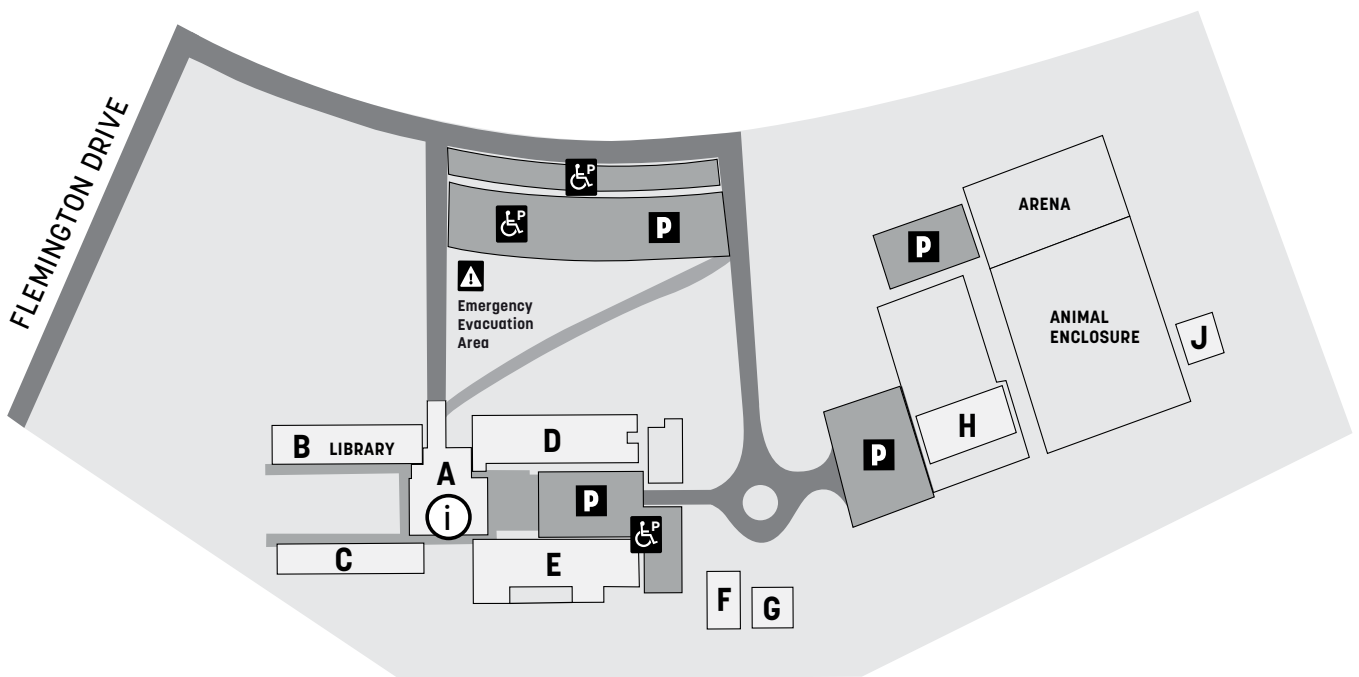 FLEMINGTON DRIVE
P
P
P
Emergency
Evacuation
Area
P
ARENA
ANIMAL
ENCLOSURE
J
B LIBRARY
A
i
D
P
P
P
H
C
E
F
G